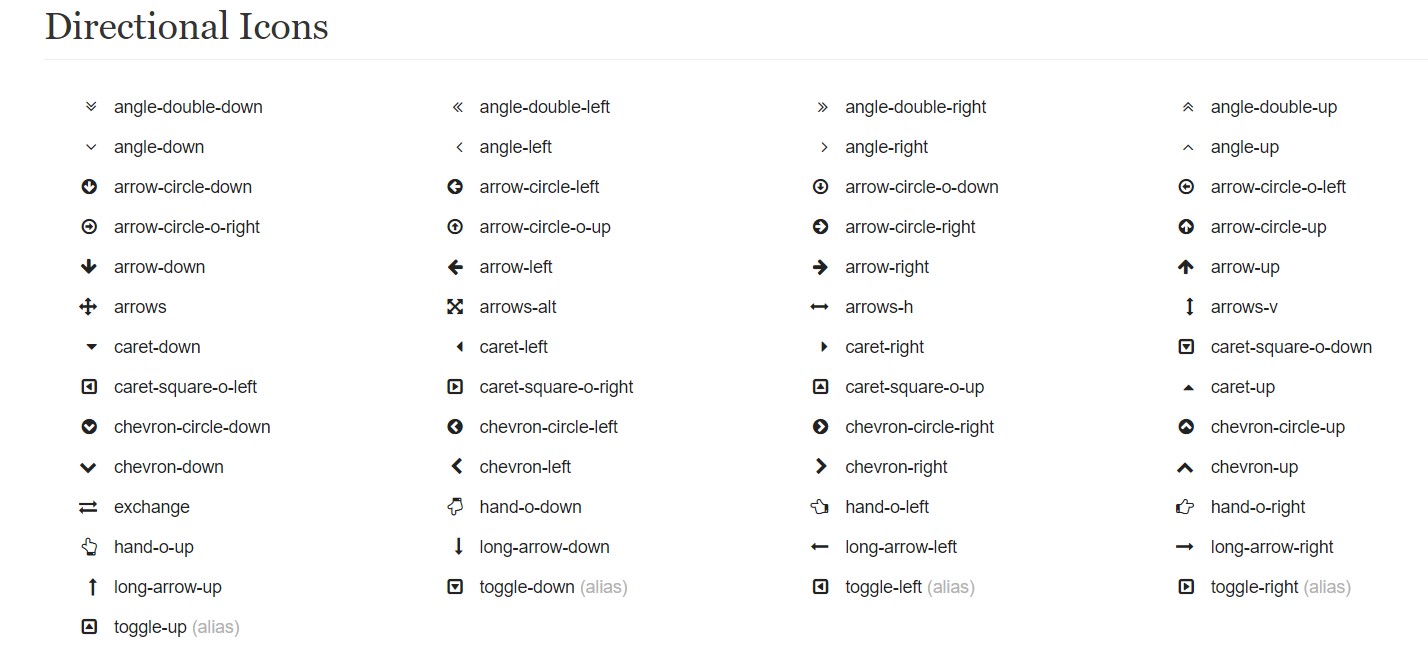 Directional Icons
angle-double-down angle-double-left angle-double-right angle-double-up
angle-down angle-left angle-right angle-up
arrow-circle-down arrow-circle-left arrow-circle-o-down arrow-circle-o-left
arrow-circle-o-right arrow-circle-o-up arrow-circle-right arrow-circle-up
arrow-down arrow-left arrow-right arrow-up
arrows arrows-alt arrows-h arrows-v
caret-down caret-left caret-right caret-square-o-down
caret-square-o-left caret-square-o-right caret-square-o-up caret-up
chevron-circle-down chevron-circle-left chevron-circle-right chevron-circle-up
chevron-down chevron-left chevron-right chevron-up
exchange hand-o-down hand-o-left hand-o-right
hand-o-up long-arrow-down long-arrow-left long-arrow-right
long-arrow-up toggle-down (alias) toggle-left (alias) toggle-right (alias)
toggle-up (alias)